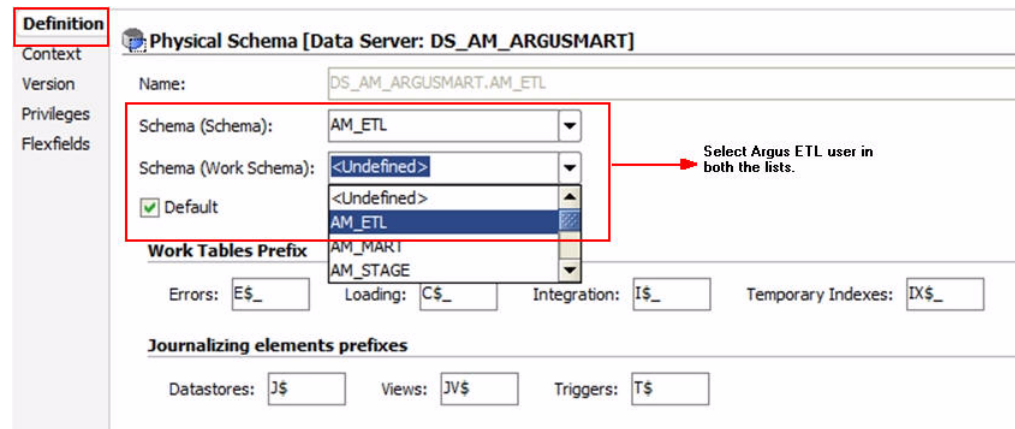 Definition
Context
Version
Privileges
Flexfields
Physical Schema [Data Server: DS_AM_ARGUSMART]
Name: DS_AM_ARGUSMART.AM_ETL
Schema (Schema): AM_ETL
Schema (Work Schema): <Undefined>
<Undefined>
AM_ETL
AM_MART
AM_STAGE
Default
Select Argus ETL user in
both the lists.
Work Tables Prefix
Errors: E$_ Loading: C$_ Integration: I$_ Temporary Indexes: IX$_
Journalizing elements prefixes
Datastores: J$ Views: JV$ Triggers: T$